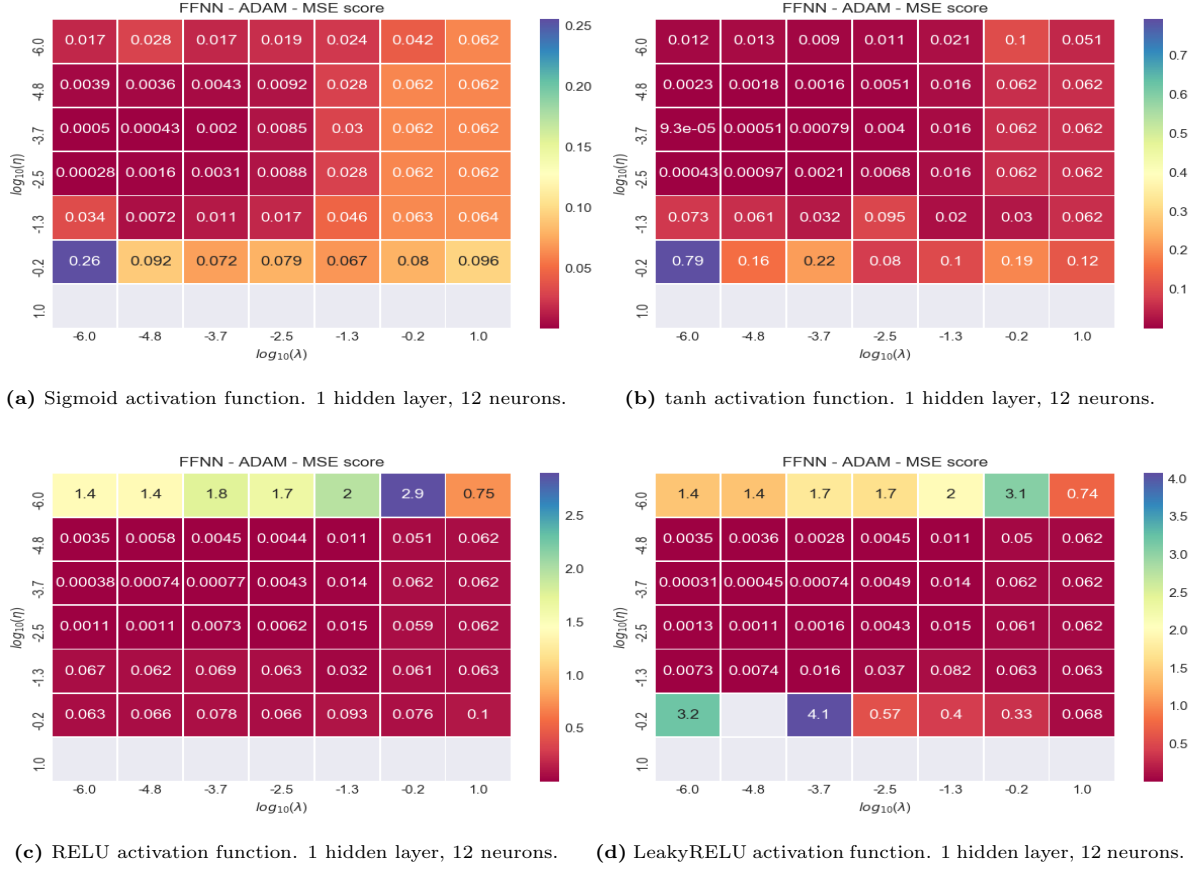 FFNN - ADAM - MSE score
-6.0 0.017 0.028 0.017 0.019 0.024 0.042 0.062
-4.8 0.0039 0.0036 0.0043 0.0092 0.028 0.062 0.062
-3.7 0.0005 0.00043 0.002 0.0085 0.03 0.062 0.062
-2.5 0.00028 0.0016 0.0031 0.0088 0.028 0.062 0.062
-1.3 0.034 0.0072 0.011 0.017 0.046 0.063 0.064
-0.2 0.26 0.092 0.072 0.079 0.067 0.08 0.096
1.0
log10(η)
-6.0 -4.8 -3.7 -2.5 -1.3 -0.2 1.0
log10(λ)
0.25
0.20
0.15
0.10
0.05
(a) Sigmoid activation function. 1 hidden layer, 12 neurons.
FFNN - ADAM - MSE score
-6.0 0.012 0.013 0.009 0.011 0.021 0.1 0.051
-4.8 0.0023 0.0018 0.0016 0.0051 0.016 0.062 0.062
-3.7 9.3e-05 0.00051 0.00079 0.004 0.016 0.062 0.062
-2.5 0.00043 0.00097 0.0021 0.0068 0.016 0.062 0.062
-1.3 0.073 0.061 0.032 0.095 0.02 0.03 0.062
-0.2 0.79 0.16 0.22 0.08 0.1 0.19 0.12
1.0
log10(η)
-6.0 -4.8 -3.7 -2.5 -1.3 -0.2 1.0
log10(λ)
0.7
0.6
0.5
0.4
0.3
0.2
0.1
(b) tanh activation function. 1 hidden layer, 12 neurons.
FFNN - ADAM - MSE score
-6.0 1.4 1.4 1.8 1.7 2 2.9 0.75
-4.8 0.0035 0.0058 0.0045 0.0044 0.011 0.051 0.062
-3.7 0.00038 0.00074 0.00077 0.0043 0.014 0.062 0.062
-2.5 0.0011 0.0011 0.0073 0.0062 0.015 0.059 0.062
-1.3 0.067 0.062 0.069 0.063 0.032 0.061 0.063
-0.2 0.063 0.066 0.078 0.066 0.093 0.076 0.1
1.0
log10(η)
-6.0 -4.8 -3.7 -2.5 -1.3 -0.2 1.0
log10(λ)
2.5
2.0
1.5
1.0
0.5
(c) RELU activation function. 1 hidden layer, 12 neurons.
FFNN - ADAM - MSE score
-6.0 1.4 1.4 1.7 1.7 2 3.1 0.74
-4.8 0.0035 0.0036 0.0028 0.0045 0.011 0.05 0.062
-3.7 0.00031 0.00045 0.00074 0.0049 0.014 0.062 0.062
-2.5 0.0013 0.0011 0.0016 0.0043 0.015 0.061 0.062
-1.3 0.0073 0.0074 0.016 0.037 0.082 0.063 0.063
-0.2 3.2 4.1 0.57 0.4 0.33 0.068
1.0
log10(η)
-6.0 -4.8 -3.7 -2.5 -1.3 -0.2 1.0
log10(λ)
4.0
3.5
3.0
2.5
2.0
1.5
1.0
0.5
(d) LeakyRELU activation function. 1 hidden layer, 12 neurons.